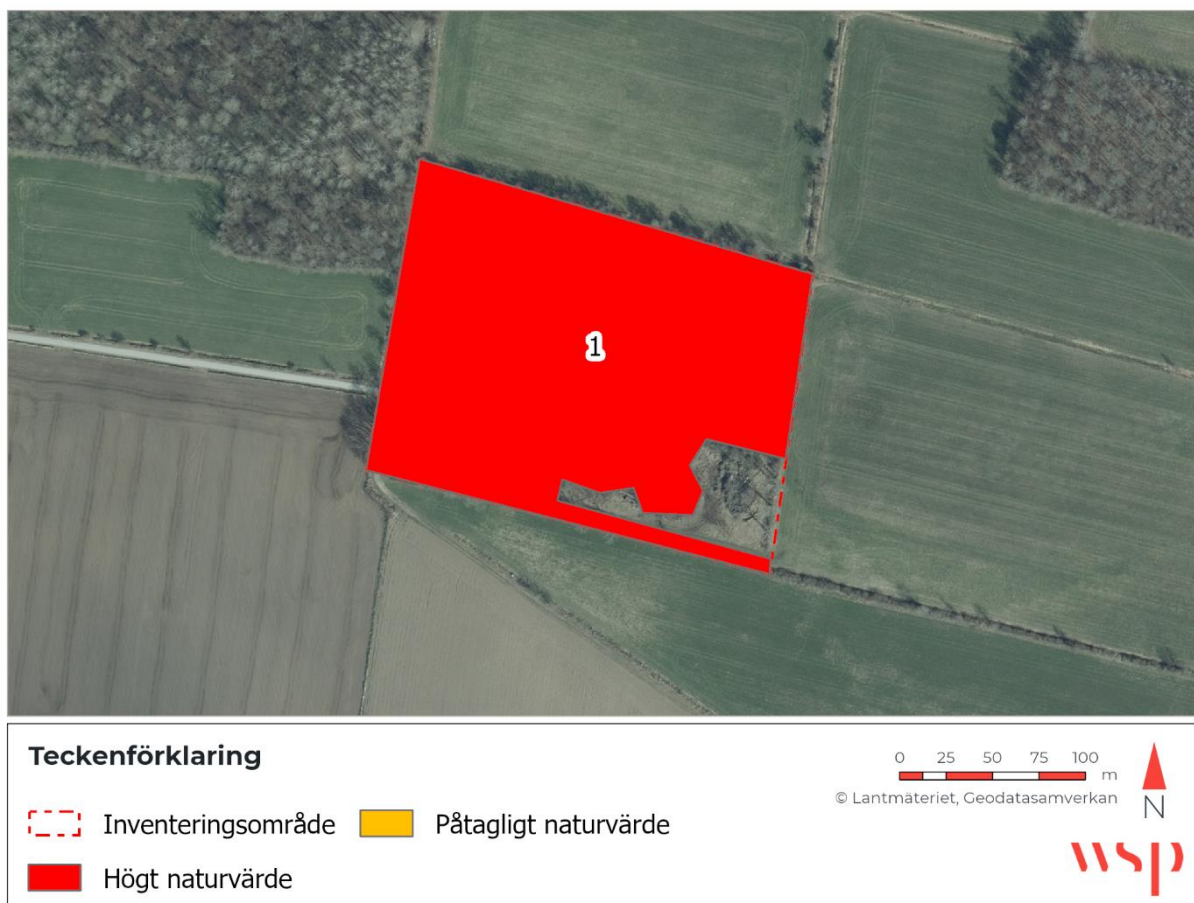 1
Teckenförklaring
0 25 50 75 100
m
© Lantmäteriet, Geodatasamverkan
N
Inventeringsområde
Påtagligt naturvärde
Högt naturvärde
wsp